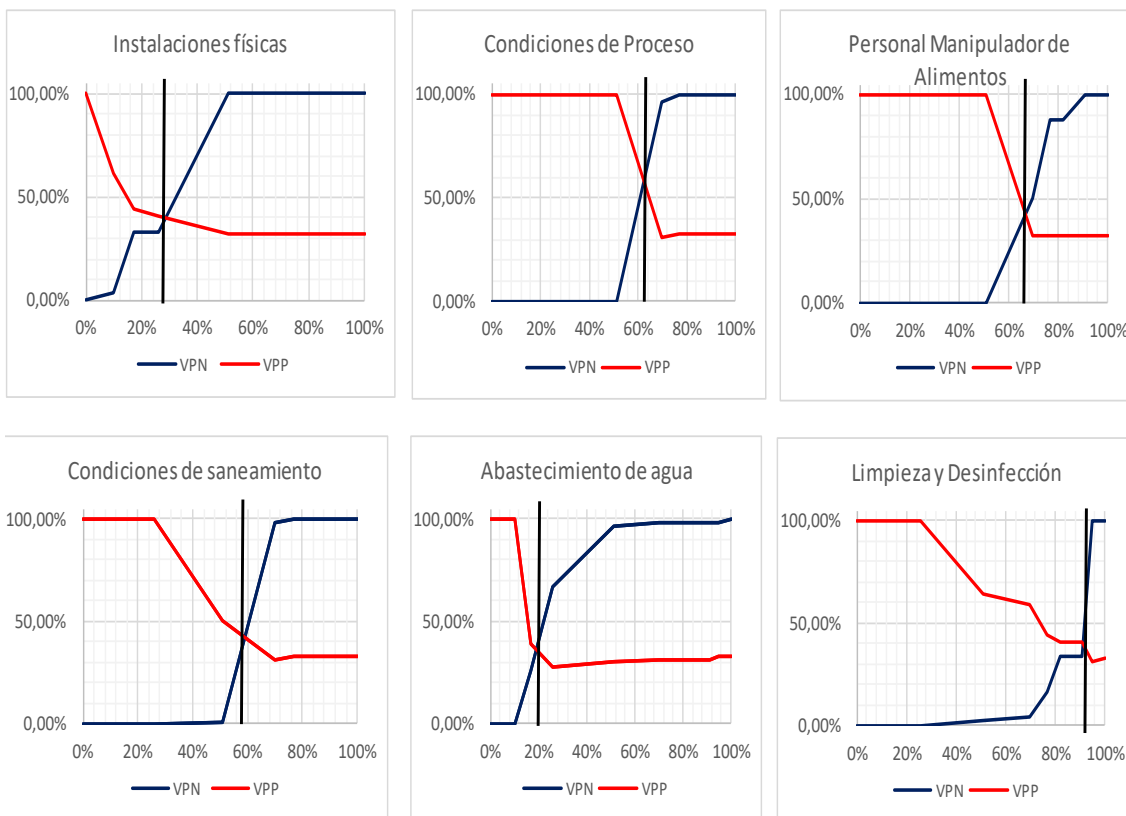 Instalaciones físicas
100,00%
50,00%
0,00%
0% 20% 40% 60% 80% 100%
VPN VPP
Condiciones de Proceso
100,00%
50,00%
0,00%
0% 20% 40% 60% 80% 100%
VPN VPP
Personal Manipulador de
Alimentos
100,00%
50,00%
0,00%
0% 20% 40% 60% 80% 100%
VPN VPP
Condiciones de saneamiento
100,00%
50,00%
0,00%
0% 20% 40% 60% 80% 100%
VPN VPP
Abastecimiento de agua
100,00%
50,00%
0,00%
0% 20% 40% 60% 80% 100%
VPN VPP
Limpieza y Desinfección
100,00%
50,00%
0,00%
0% 20% 40% 60% 80% 100%
VPN VPP